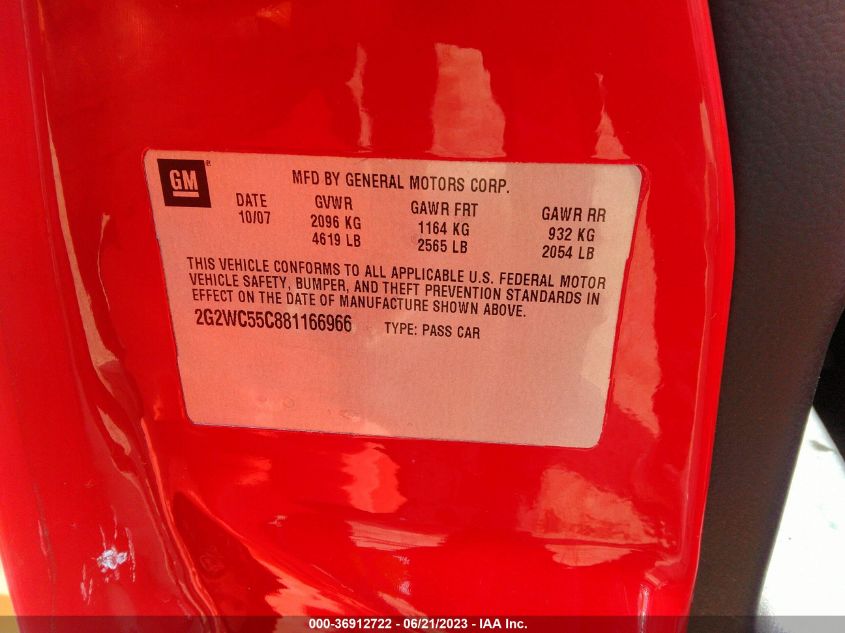 GM
MFD BY GENERAL MOTORS CORP.
DATE GVWR GAWR FRT GAWR RR
10/07 2096 KG 1164 KG 932 KG
4619 LB 2565 LB 2054 LB
THIS VEHICLE CONFORMS TO ALL APPLICABLE U.S. FEDERAL MOTOR
VEHICLE SAFETY, BUMPER, AND THEFT PREVENTION STANDARDS IN
EFFECT ON THE DATE OF MANUFACTURE SHOWN ABOVE.
2G2WC55C881166966 TYPE: PASS CAR
000-36912722 - 06/21/2023 - IAA Inc.